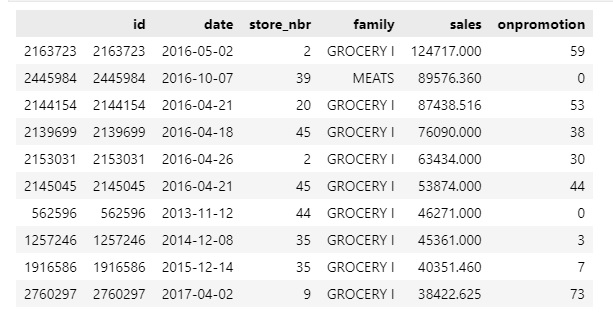 id date store_nbr family sales onpromotion
2163723 2163723 2016-05-02 2 GROCERY I 124717.000 59
2445984 2445984 2016-10-07 39 MEATS 89576.360 0
2144154 2144154 2016-04-21 20 GROCERY I 87438.516 53
2139699 2139699 2016-04-18 45 GROCERY I 76090.000 38
2153031 2153031 2016-04-26 2 GROCERY I 63434.000 30
2145045 2145045 2016-04-21 45 GROCERY I 53874.000 44
562596 562596 2013-11-12 44 GROCERY I 46271.000 0
1257246 1257246 2014-12-08 35 GROCERY I 45361.000 3
1916586 1916586 2015-12-14 35 GROCERY I 40351.460 7
2760297 2760297 2017-04-02 9 GROCERY I 38422.625 73